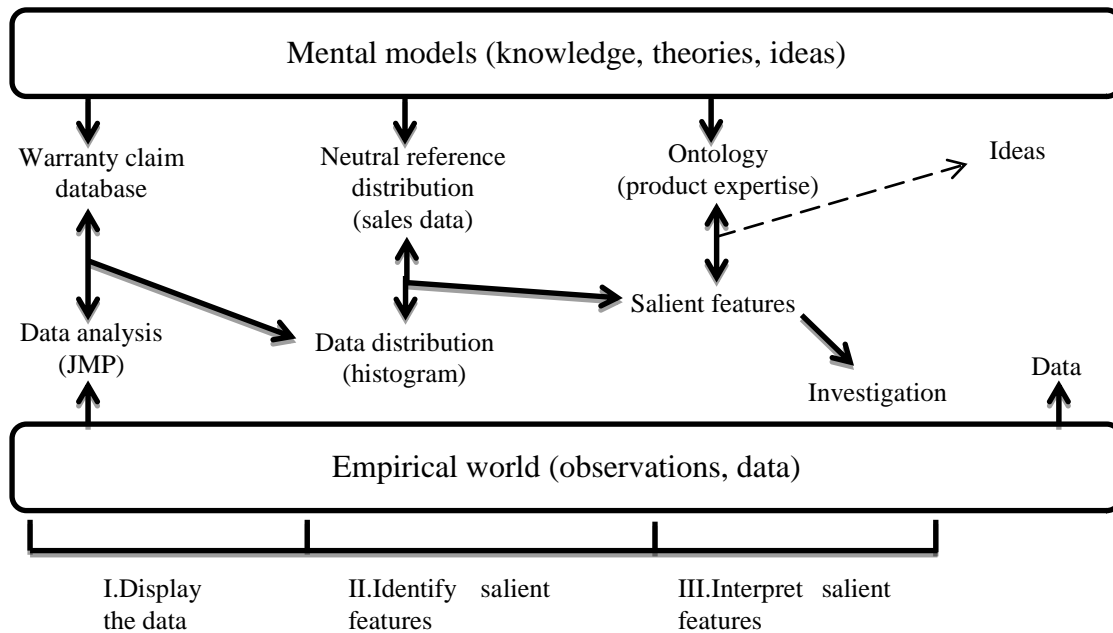 Mental models (knowledge, theories, ideas)
Warranty claim
database
Neutral reference
distribution
(sales data)
Ontology
(product expertise)
Ideas
Data analysis
(JMP)
Data distribution
(histogram)
Salient features
Investigation
Data
Empirical world (observations, data)
I.Display
the data
II.Identify salient
features
III.Interpret salient
features